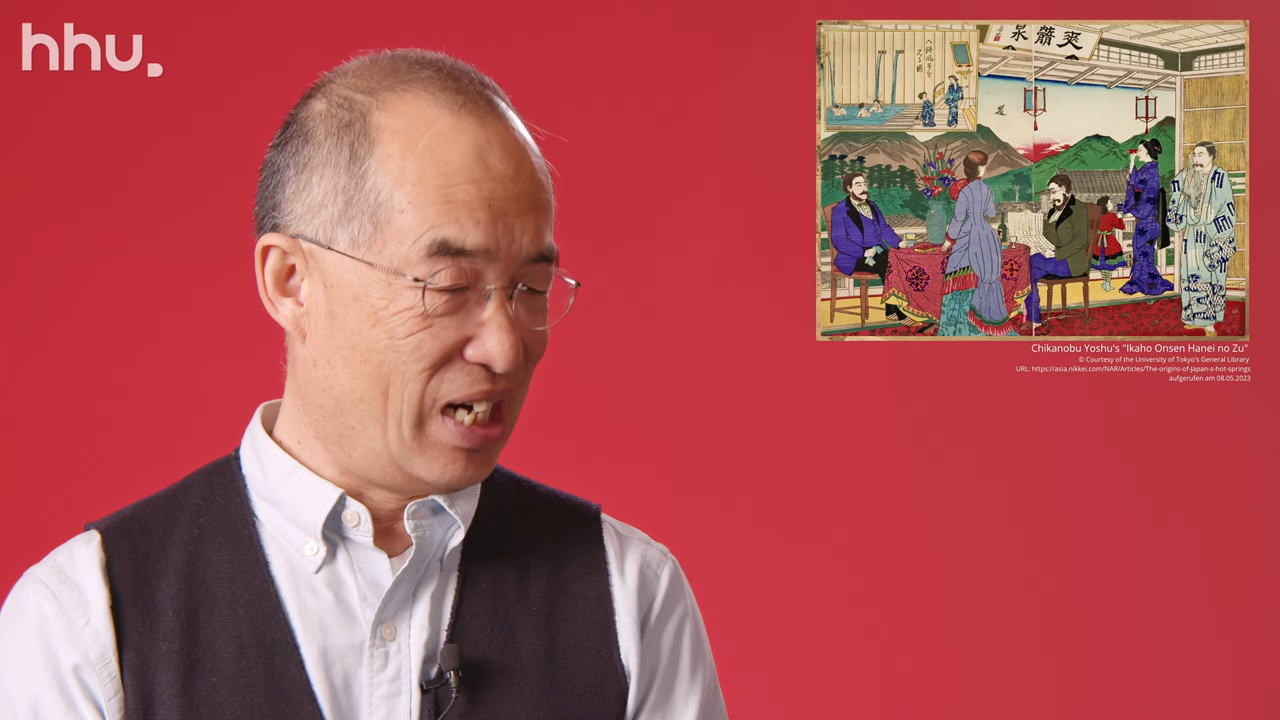 hhu.
爽籟泉
Chikanobu Yoshu's "Ikaho Onsen Hanei no Zu"
© Courtesy of the University of Tokyo's General Library
URL: https://asia.nikkei.com/NAR/Articles/The-origins-of-Japan-s-hot-springs
aufgerufen am 08.05.2023